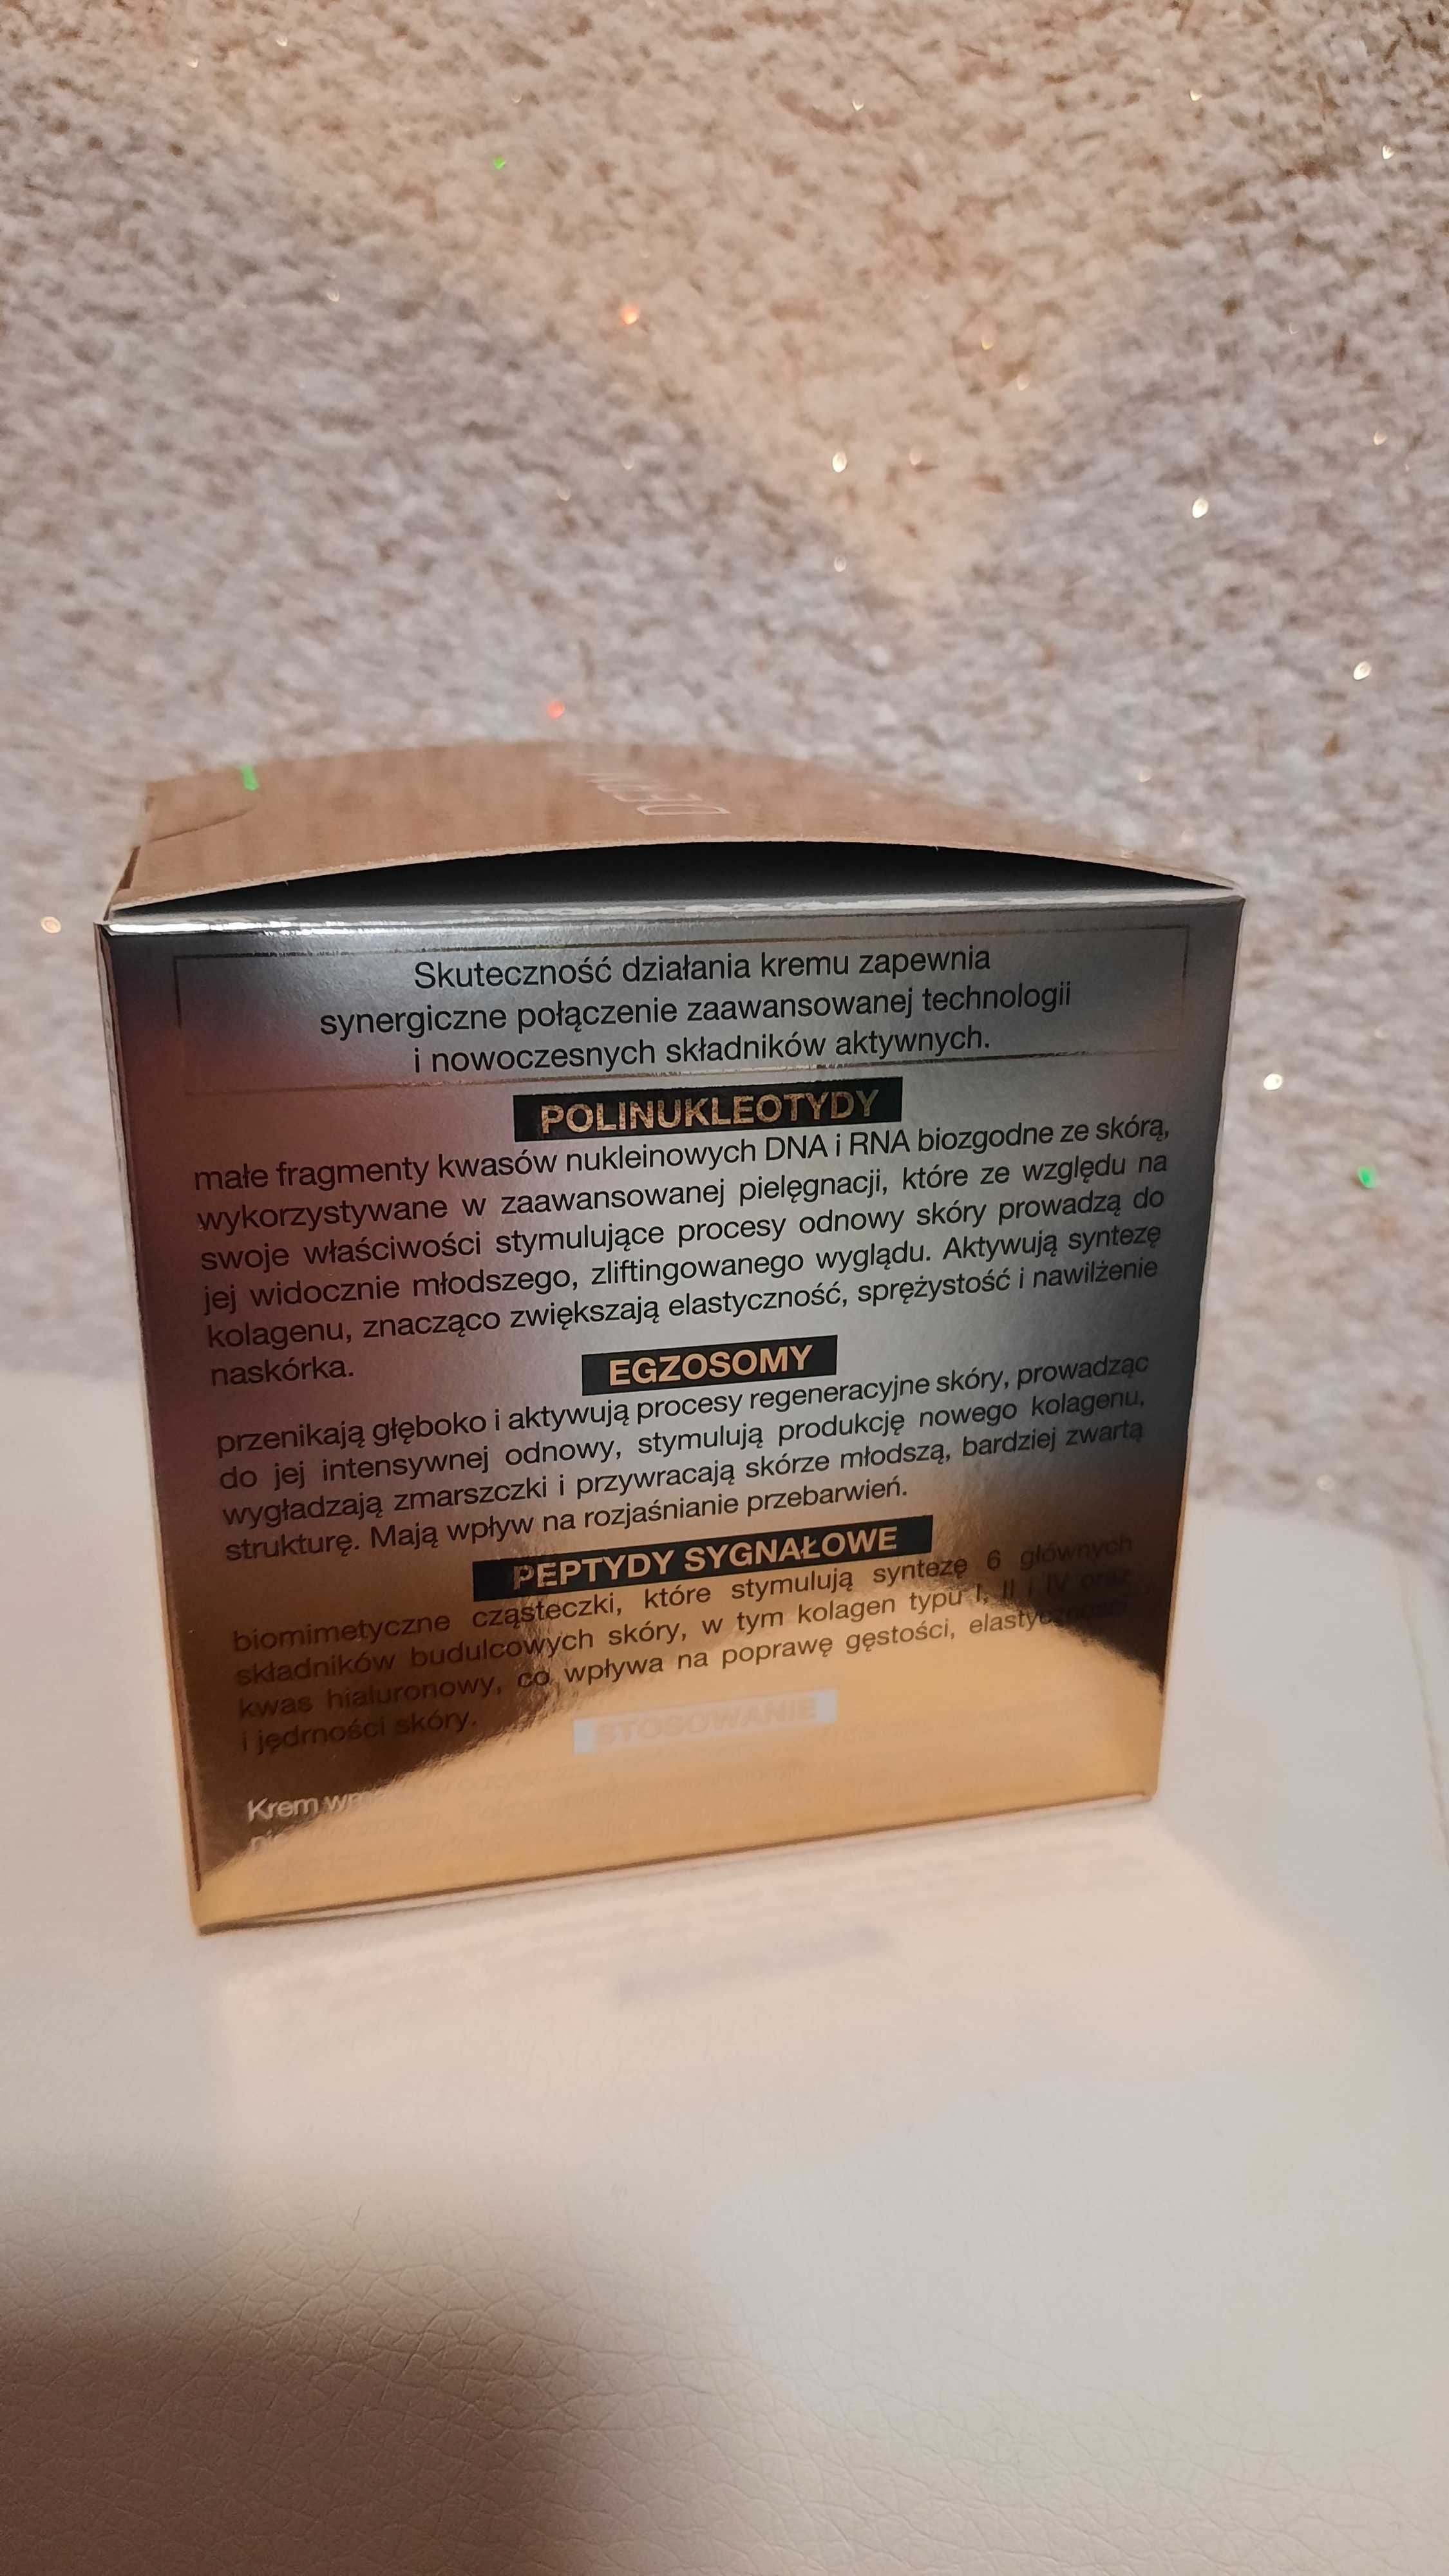 Skuteczność działania kremu zapewnia
synergiczne połączenie zaawansowanej technologii
i nowoczesnych składników aktywnych.
POLINUKLEOTYDY
małe fragmenty kwasów nukleinowych DNA i RNA biozgodne ze skórą,
wykorzystywane w zaawansowanej pielęgnacji, które ze względu na
swoje właściwości stymulujące procesy odnowy skóry prowadzą do
jej widocznie młodszego, zliftingowanego wyglądu. Aktywują syntezę
kolagenu, znacząco zwiększają elastyczność, sprężystość i nawilżenie
naskórka.
EGZOSOMY
przenikają głęboko i aktywują procesy regeneracyjne skóry, prowadząc
do jej intensywnej odnowy, stymulują produkcję nowego kolagenu,
wygładzają zmarszczki i przywracają skórze młodszą, bardziej zwartą
strukturę. Mają wpływ na rozjaśnianie przebarwień.
PEPTYDY SYGNAŁOWE
biomimetyczne cząsteczki, które stymulują syntezę 6 głównych
składników budulcowych skóry, w tym kolagen typu I, II i IV oraz
kwas hialuronowy, co wpływa na poprawę gęstości, elastyczności
i jędrności skóry.
STOSOWANIE
Krem